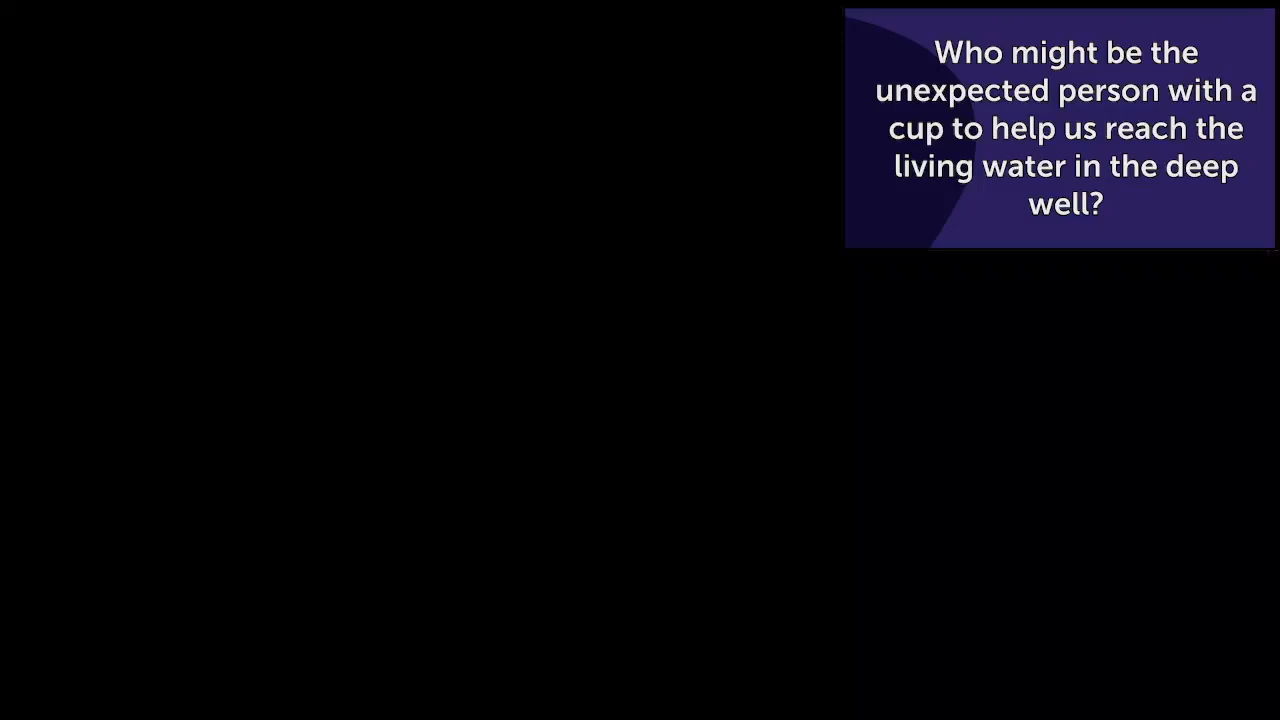 Who might be the
unexpected person with a
cup to help us reach the
living water in the deep
well?